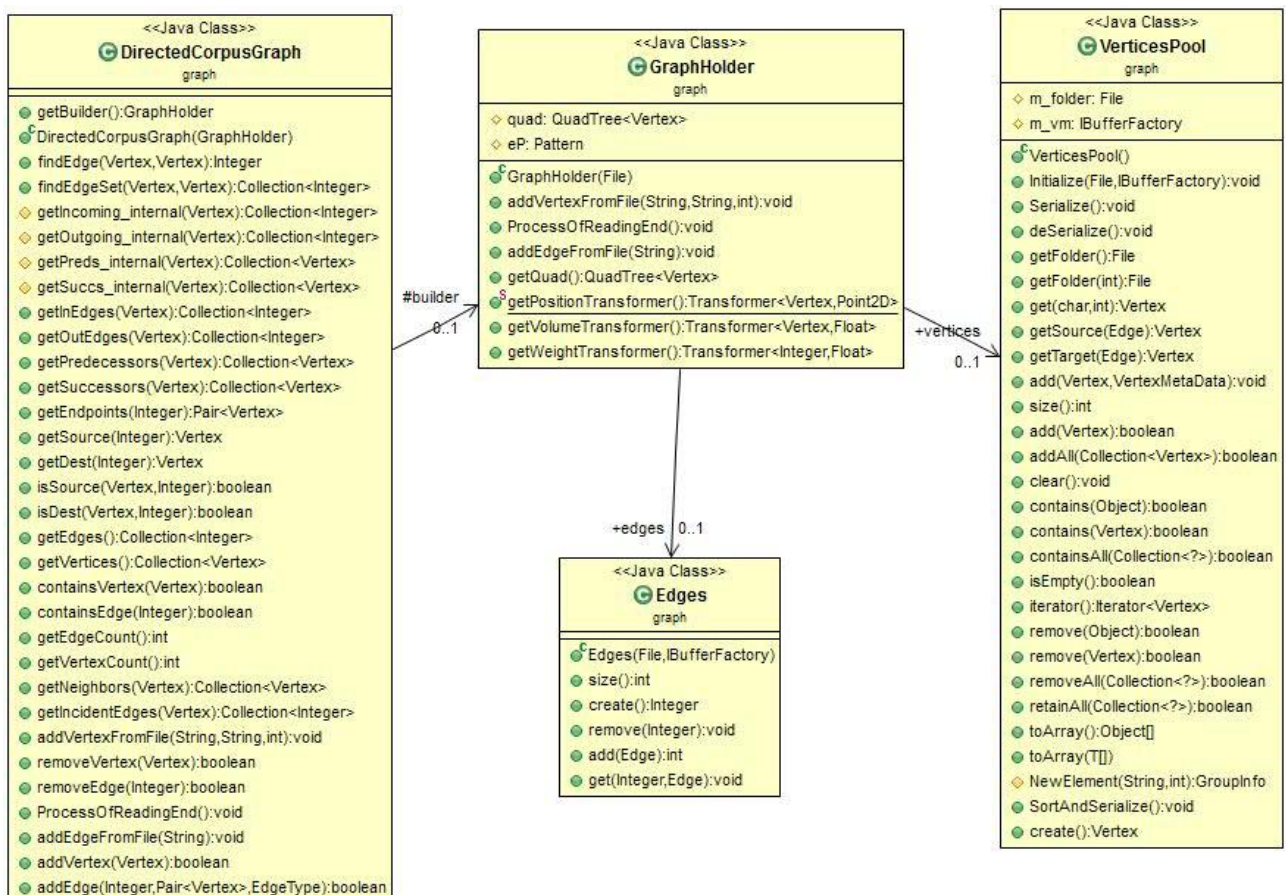 <<Java Class>>
DirectedCorpusGraph
graph
getBuilder():GraphHolder
DirectedCorpusGraph(GraphHolder)
findEdge(Vertex,Vertex):Integer
findEdgeSet(Vertex,Vertex):Collection<Integer>
getIncoming_internal(Vertex):Collection<Integer>
getOutgoing_internal(Vertex):Collection<Integer>
getPreds_internal(Vertex):Collection<Vertex>
getSuccs_internal(Vertex):Collection<Vertex>
getInEdges(Vertex):Collection<Integer>
getOutEdges(Vertex):Collection<Integer>
getPredecessors(Vertex):Collection<Vertex>
getSuccessors(Vertex):Collection<Vertex>
getEndpoints(Integer):Pair<Vertex>
getSource(Integer):Vertex
getDest(Integer):Vertex
isSource(Vertex,Integer):boolean
isDest(Vertex,Integer):boolean
getEdges():Collection<Integer>
getVertices():Collection<Vertex>
containsVertex(Vertex):boolean
containsEdge(Integer):boolean
getEdgeCount():int
getVertexCount():int
getNeighbors(Vertex):Collection<Vertex>
getIncidentEdges(Vertex):Collection<Integer>
addVertexFromFile(String,String,int):void
removeVertex(Vertex):boolean
removeEdge(Integer):boolean
ProcessOfReadingEnd():void
addEdgeFromFile(String):void
addVertex(Vertex):boolean
addEdge(Integer,Pair<Vertex>,EdgeType):boolean
#builder
0..1
<<Java Class>>
GraphHolder
graph
quad: QuadTree<Vertex>
eP: Pattern
GraphHolder(File)
addVertexFromFile(String,String,int):void
ProcessOfReadingEnd():void
addEdgeFromFile(String):void
getQuad():QuadTree<Vertex>
getPositionTransformer():Transformer<Vertex,Point2D>
getVolumeTransformer():Transformer<Vertex,Float>
getWeightTransformer():Transformer<Integer,Float>
+vertices
0..1
+edges 0..1
<<Java Class>>
Edges
graph
Edges(File,IBufferFactory)
size():int
create():Integer
remove(Integer):void
add(Edge):int
get(Integer,Edge):void
<<Java Class>>
VerticesPool
graph
m_folder: File
m_vm: IBufferFactory
VerticesPool()
Initialize(File,IBufferFactory):void
Serialize():void
deSerialize():void
getFolder():File
getFolder(int):File
get(char,int):Vertex
getSource(Edge):Vertex
getTarget(Edge):Vertex
add(Vertex,VertexMetaData):void
size():int
add(Vertex):boolean
addAll(Collection<Vertex>):boolean
clear():void
contains(Object):boolean
contains(Vertex):boolean
containsAll(Collection<?>):boolean
isEmpty():boolean
iterator():Iterator<Vertex>
remove(Object):boolean
remove(Vertex):boolean
removeAll(Collection<?>):boolean
retainAll(Collection<?>):boolean
toArray():Object[]
toArray(T[])
NewElement(String,int):GroupInfo
SortAndSerialize():void
create():Vertex